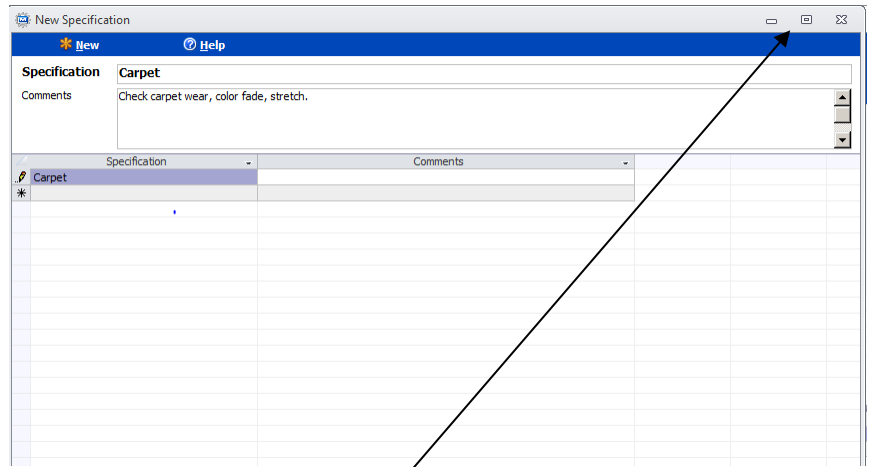 New Specification
New Help
Specification Carpet
Comments Check carpet wear, color fade, stretch.
Specification Comments
Carpet